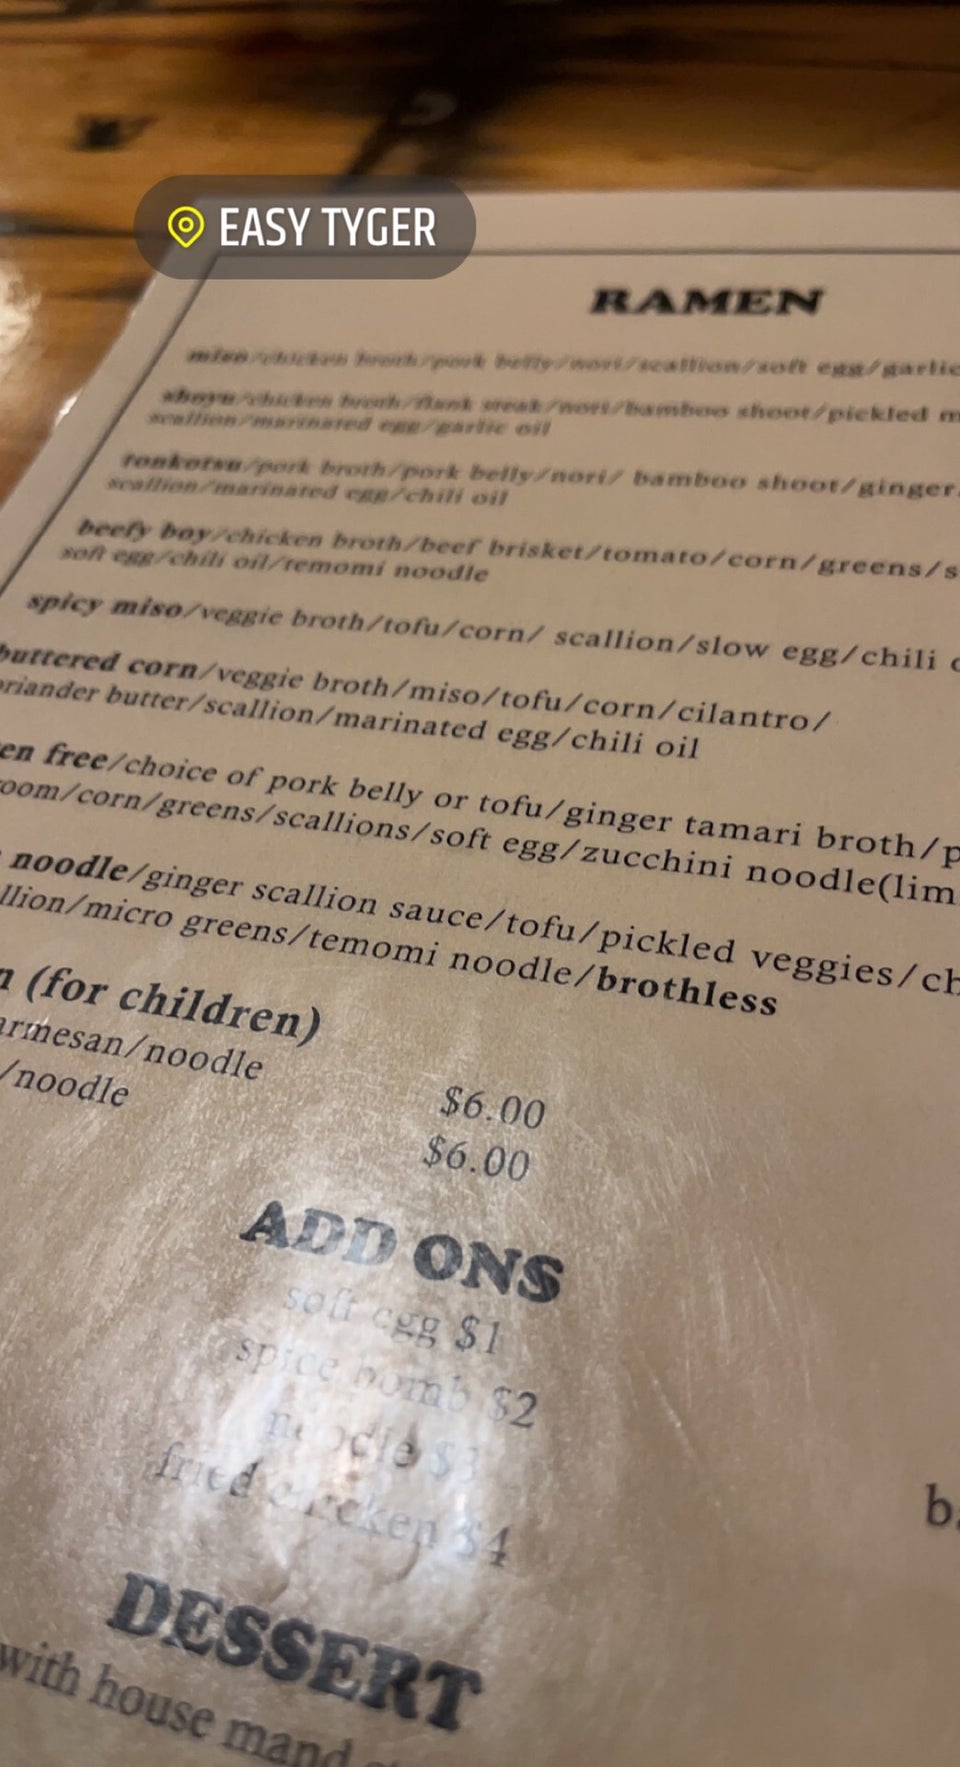 EASY TYGER
RAMEN
miso/chicken broth/pork belly/nori/scallion/soft egg/garlic
shoyu/chicken broth/flank steak/nori/bamboo shoot/pickled
scallion/marinated egg/garlic oil
tonkotsu/pork broth/pork belly/nori/ bamboo shoot/ginger
scallion/marinated egg/chili oil
beefy boy/chicken broth/beef brisket/tomato/corn/greens/s
soft egg/chili oil/temomi noodle
spicy miso/veggie broth/tofu/corn/ scallion/slow egg/chili
buttered corn/veggie broth/miso/tofu/corn/cilantro/
riander butter/scallion/marinated egg/chili oil
en free/choice of pork belly or tofu/ginger tamari broth/p
oom/corn/greens/scallions/soft egg/zucchini noodle(lim
noodle/ginger scallion sauce/tofu/pickled veggies/ch
llion/micro greens/temomi noodle/brothless
n (for children)
armesan/noodle $6.00
/noodle $6.00
ADD ONS
soft egg $1
spice bomb $2
noodle $3
fried chicken $4
b
DESSERT
with house mand